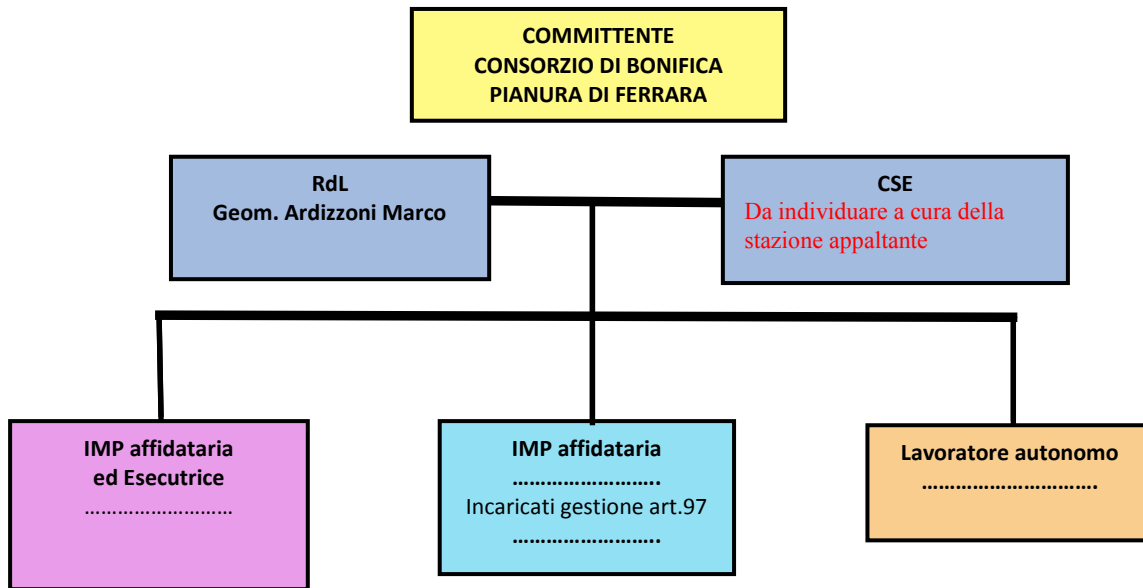 COMMITTENTE
CONSORZIO DI BONIFICA
PIANURA DI FERRARA
RdL
Geom. Ardizzoni Marco
CSE
Da individuare a cura della
stazione appaltante
IMP affidataria
ed Esecutrice
………………………
IMP affidataria
……………………..
Incaricati gestione art.97
……………………..
Lavoratore autonomo
………………………….